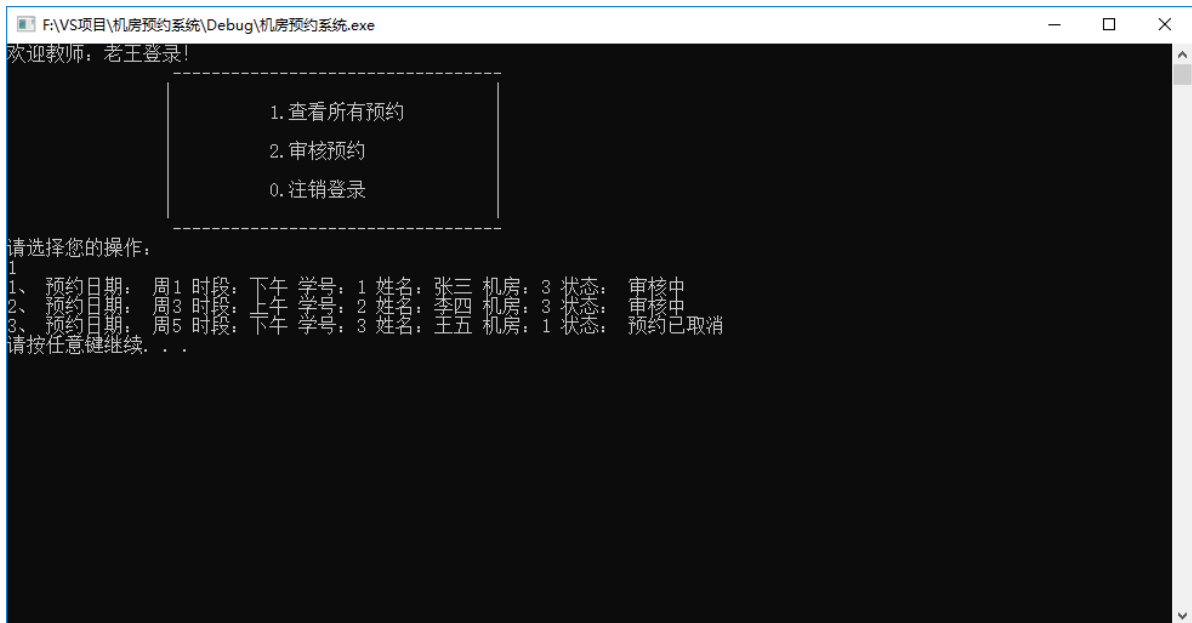 F:\VS项目\机房预约系统\Debug\机房预约系统.exe
欢迎教师：老王登录!
----------------------------------
1.查看所有预约
2.审核预约
0.注销登录
----------------------------------
请选择您的操作：
1
1、 预约日期： 周1 时段：下午 学号：1 姓名：张三 机房：3 状态： 审核中
2、 预约日期： 周3 时段：上午 学号：2 姓名：李四 机房：3 状态： 审核中
3、 预约日期： 周5 时段：下午 学号：3 姓名：王五 机房：1 状态： 预约已取消
请按任意键继续. . .